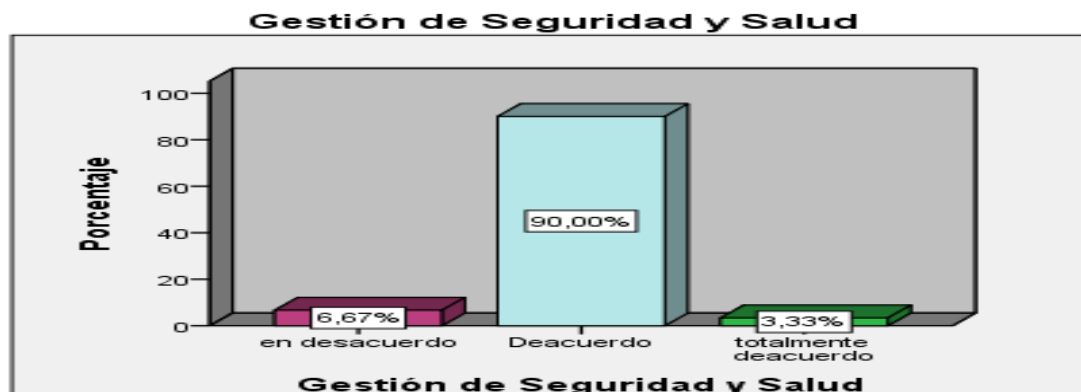 Gestión de Seguridad y Salud
Porcentaje
100
80
60
40
20
0
6,67%
90,00%
3,33%
en desacuerdo
Deacuerdo
totalmente
deacuerdo
Gestión de Seguridad y Salud